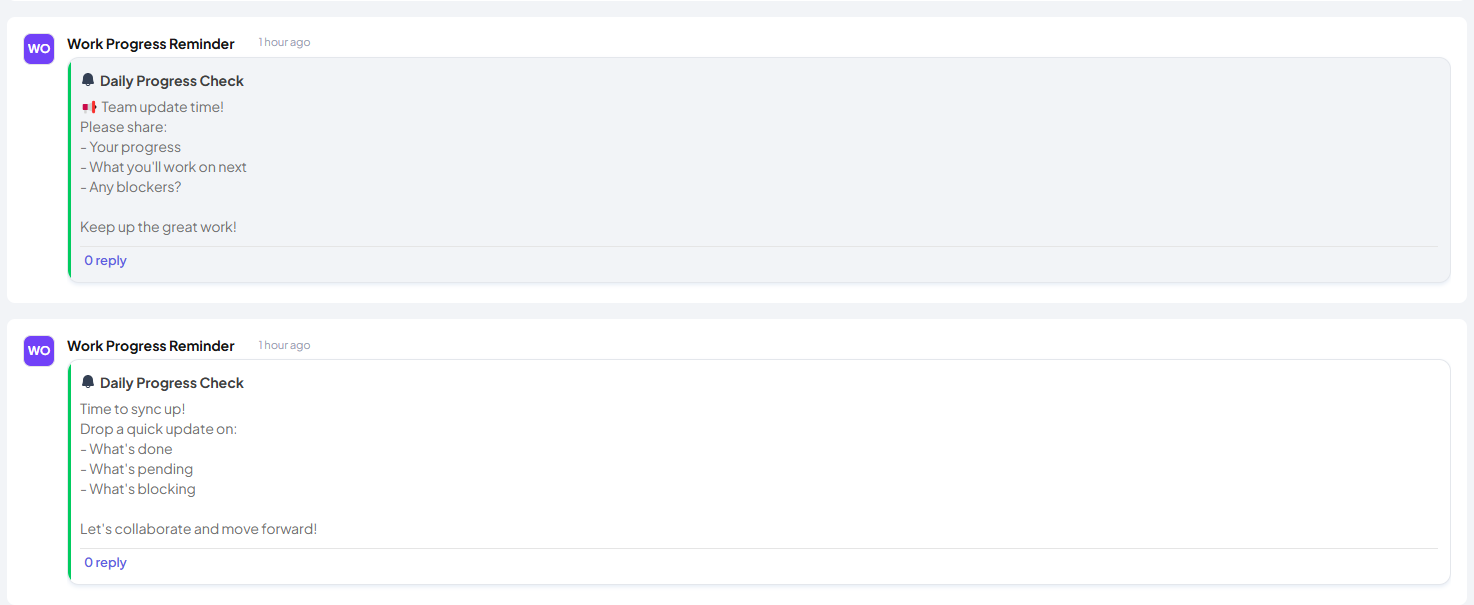 WO
Work Progress Reminder 1 hour ago
Daily Progress Check
Team update time!
Please share:
- Your progress
- What you'll work on next
- Any blockers?
Keep up the great work!
0 reply
WO
Work Progress Reminder 1 hour ago
Daily Progress Check
Time to sync up!
Drop a quick update on:
- What's done
- What's pending
- What's blocking
Let's collaborate and move forward!
0 reply